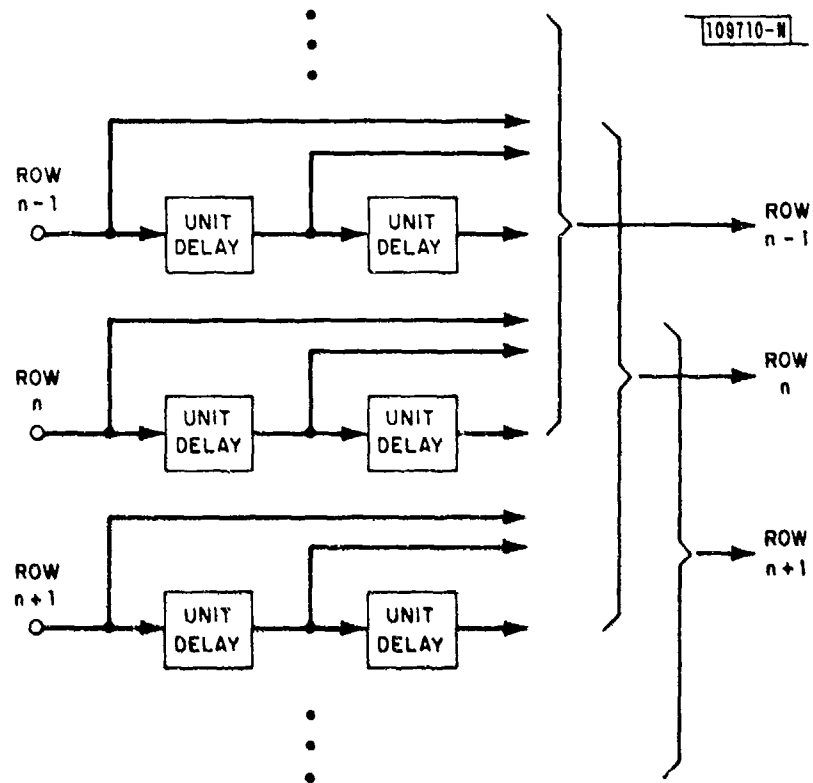 109710-N
ROW
n-1
UNIT
DELAY
UNIT
DELAY
ROW
n-1
ROW
n
UNIT
DELAY
UNIT
DELAY
ROW
n
ROW
n+1
UNIT
DELAY
UNIT
DELAY
ROW
n+1